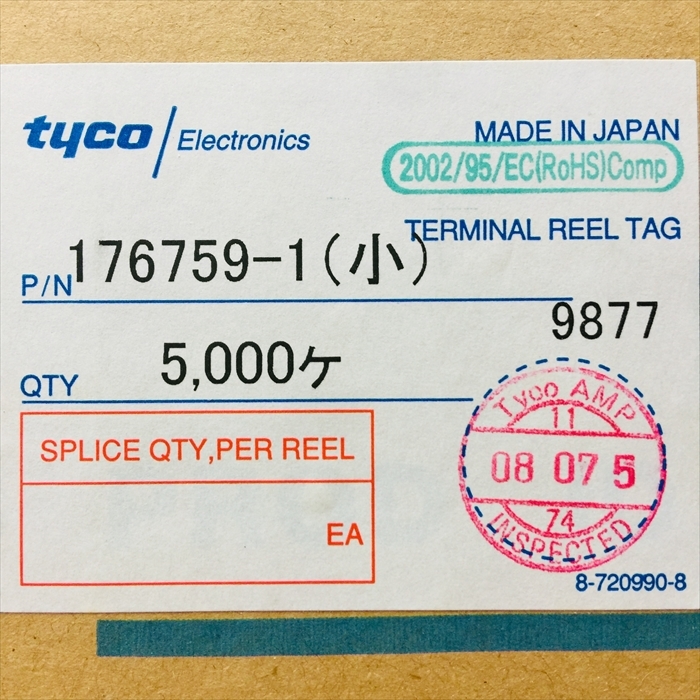 tyco / Electronics
MADE IN JAPAN
2002/95/EC(RoHS)Comp
TERMINAL REEL TAG
P/N 176759-1(小)
9877
QTY 5,000ケ
SPLICE QTY,PER REEL
EA
Tyco AMP
11
08 07 5
74
INSPECTED
8-720990-8